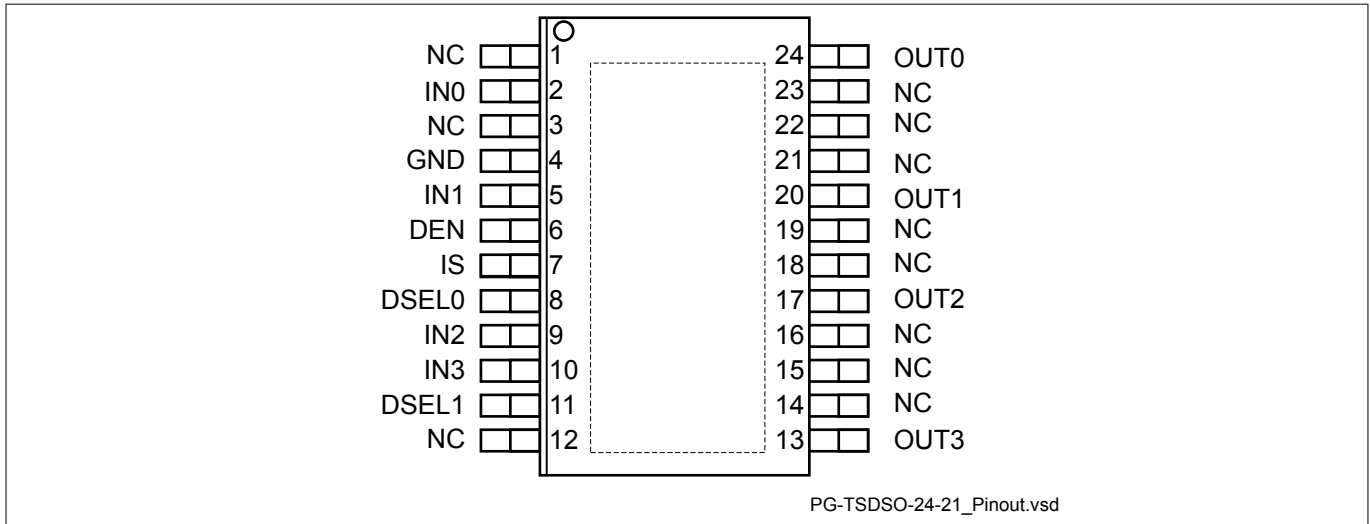 NC 1 24 OUT0
IN0 2 23 NC
NC 3 22 NC
GND 4 21 NC
IN1 5 20 OUT1
DEN 6 19 NC
IS 7 18 NC
DSEL0 8 17 OUT2
IN2 9 16 NC
IN3 10 15 NC
DSEL1 11 14 NC
NC 12 13 OUT3
PG-TSDSO-24-21_Pinout.vsd